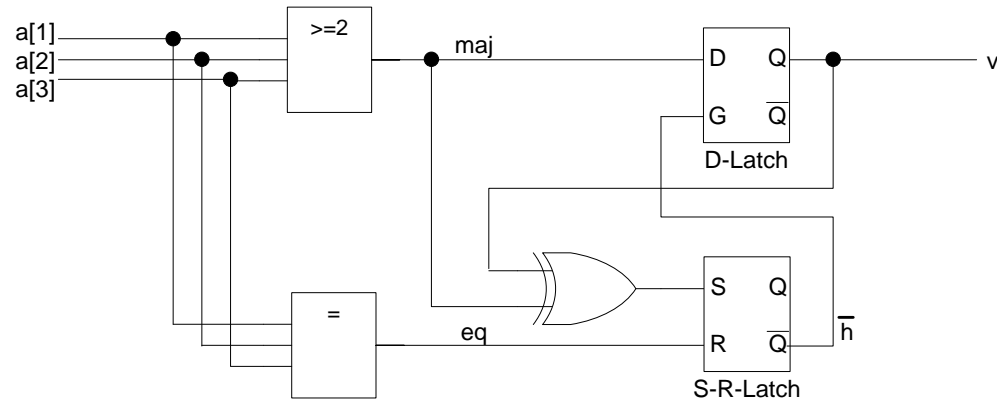 a[1]
a[2]
a[3]
>=2
maj
D Q
G Q̅
D-Latch
v
=
eq
S Q
R Q̅
S-R-Latch
h̅